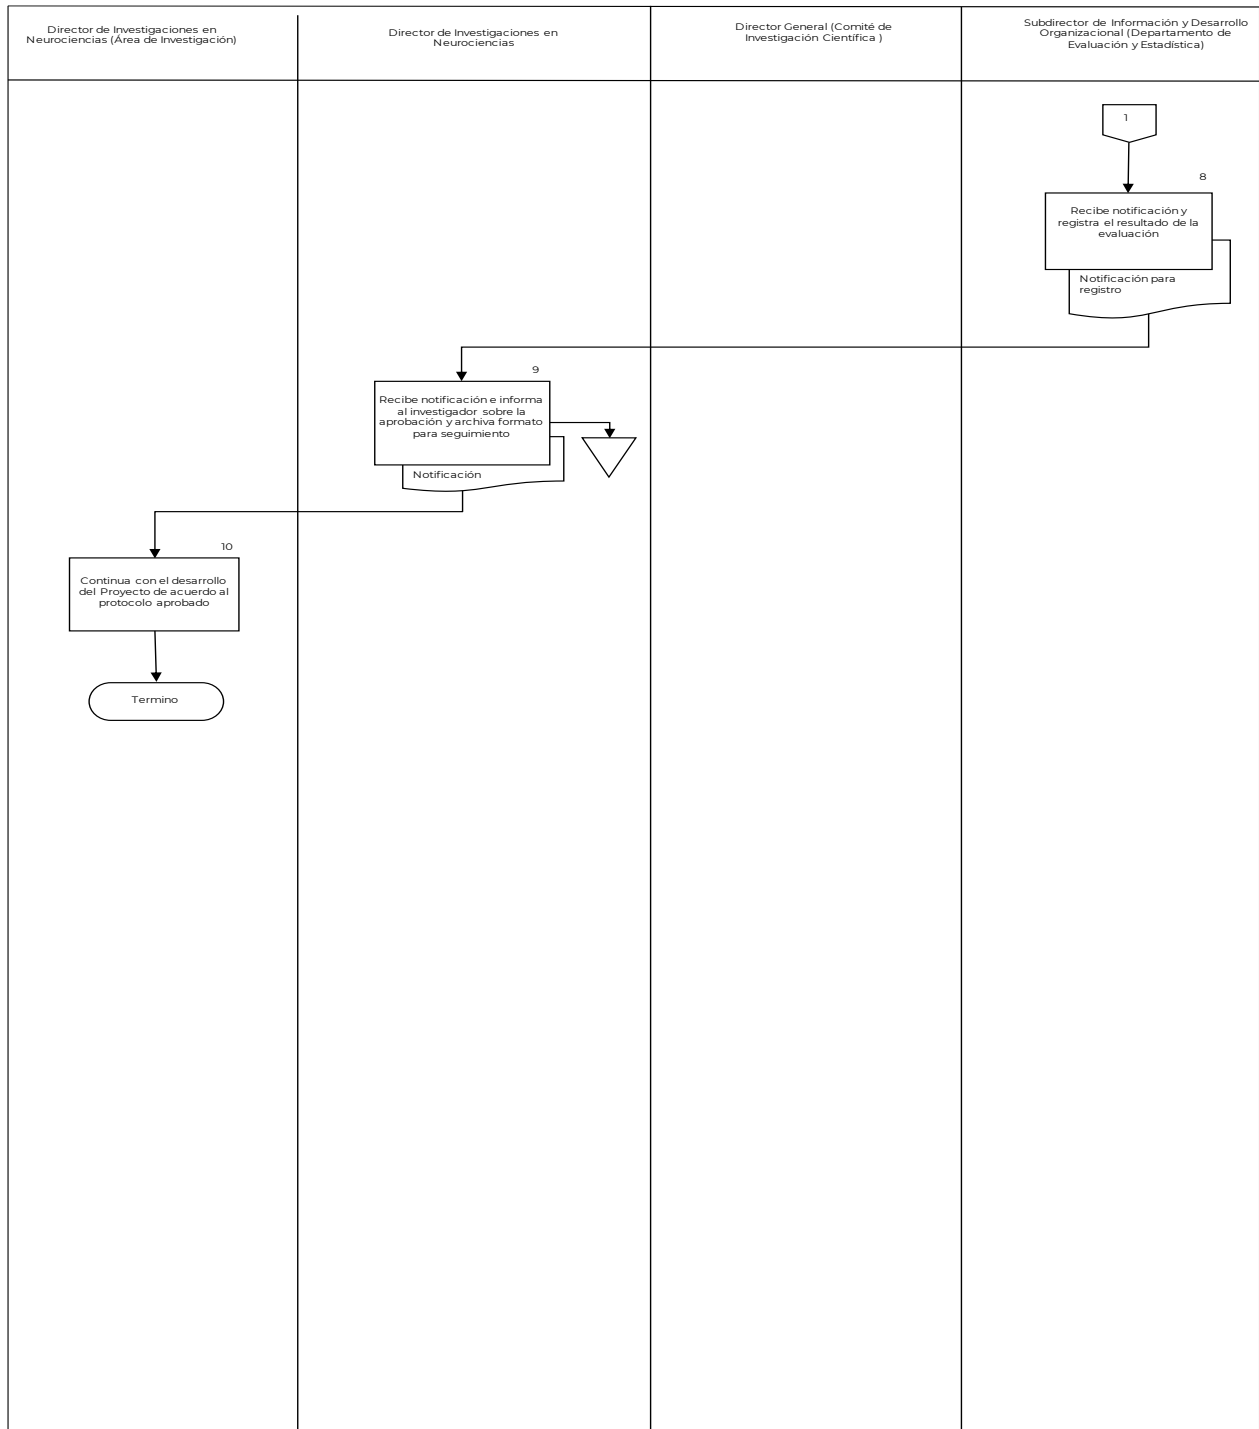 Director de Investigaciones en
Neurociencias (Área de Investigación)
Director de Investigaciones en
Neurociencias
Director General (Comité de
Investigación Científica )
Subdirector de Información y Desarrollo
Organizacional (Departamento de
Evaluación y Estadística)
1
8
Recibe notificación y
registra el resultado de la
evaluación
Notificación para
registro
9
Recibe notificación e informa
al investigador sobre la
aprobación y archiva formato
para seguimiento
Notificación
10
Continua con el desarrollo
del Proyecto de acuerdo al
protocolo aprobado
Termino